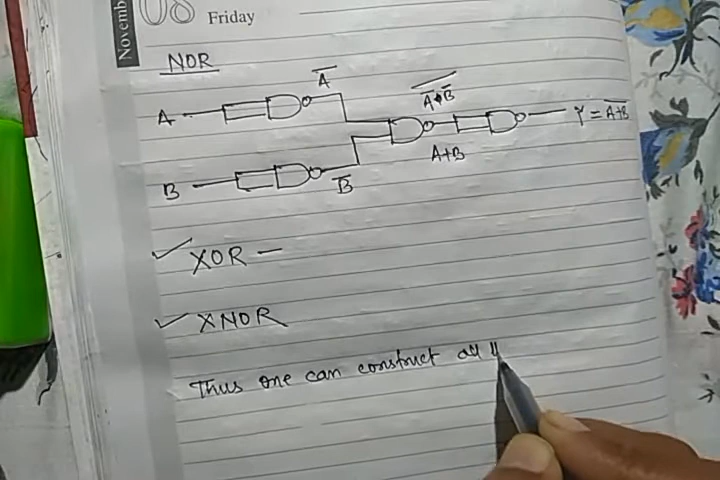 Novemb
08 Friday
NOR
A̅
A
A̅·B̅
Y = A+B
A+B
B
B̅
✓ XOR –
✓ XNOR
Thus one can construct all